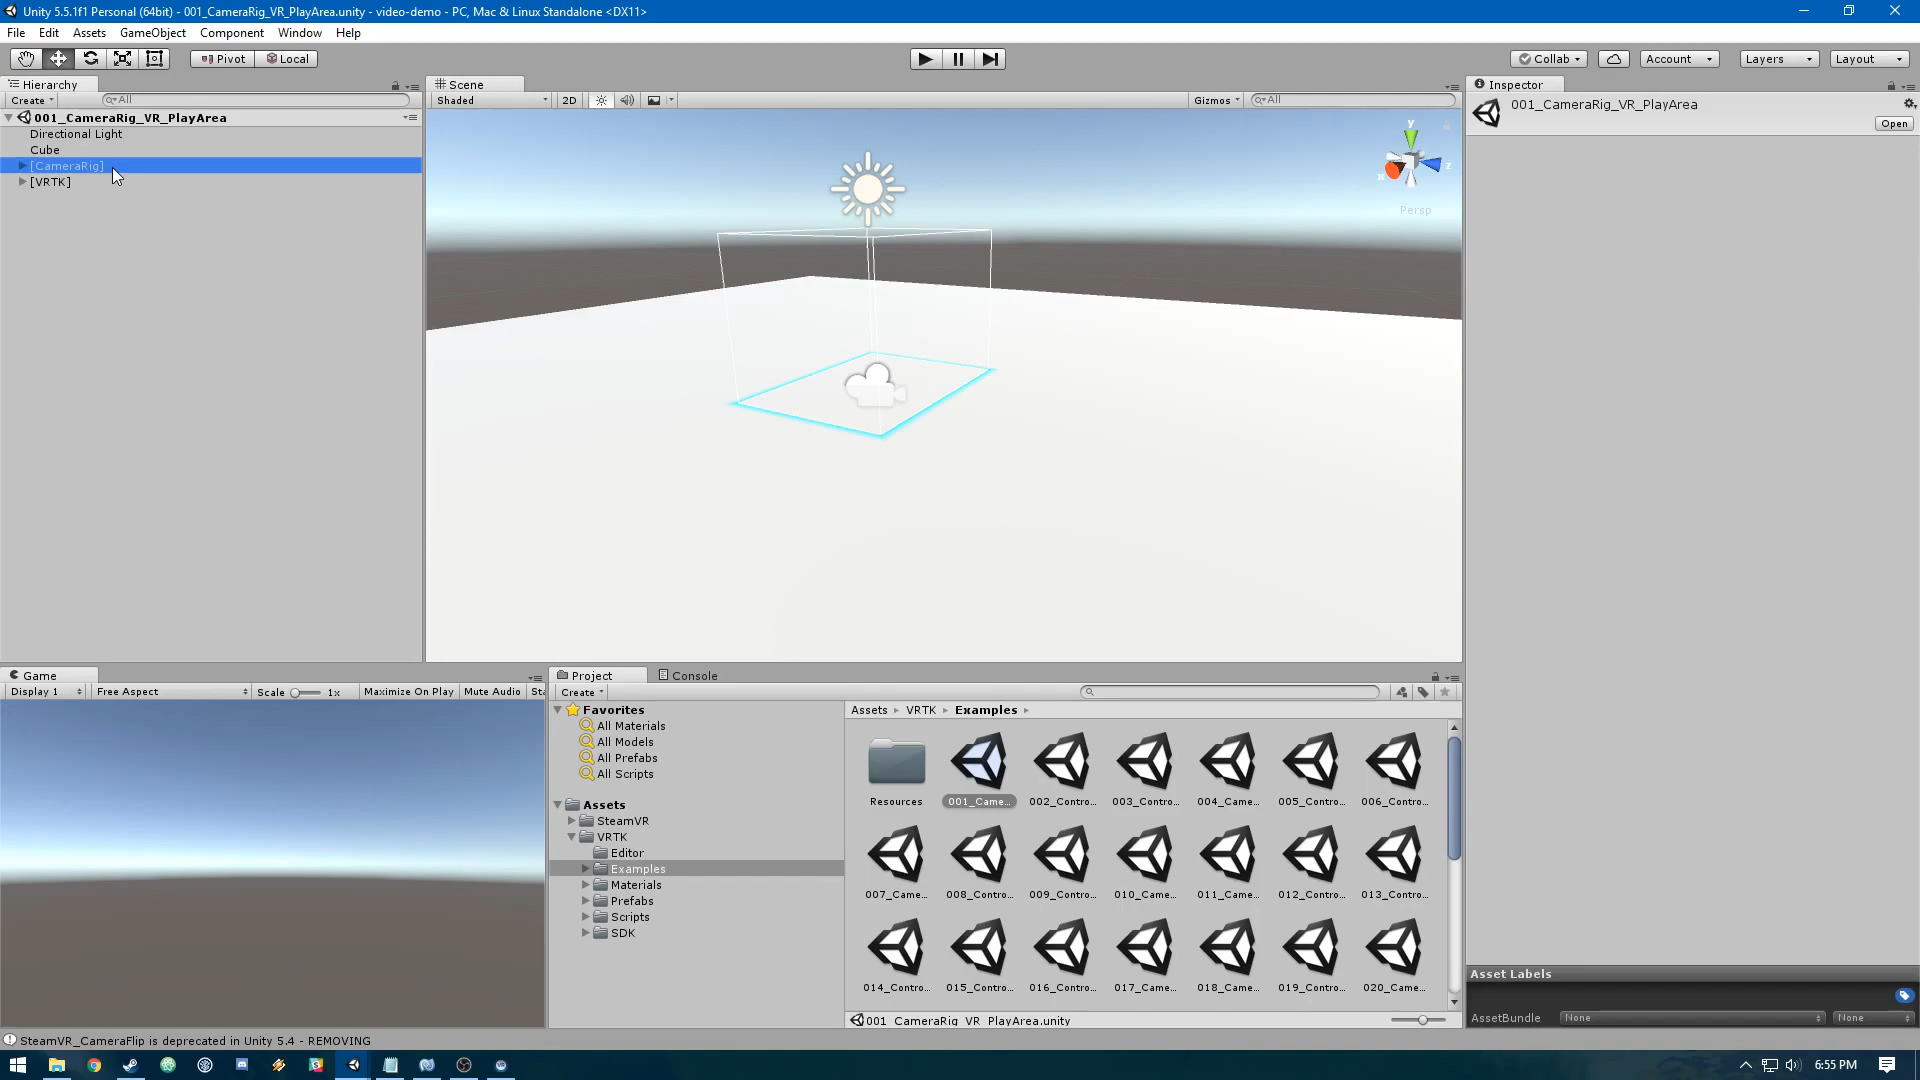 Unity 5.5.1f1 Personal (64bit) - 001_CameraRig_VR_PlayArea.unity - video-demo - PC, Mac & Linux Standalone <DX11>
File Edit Assets GameObject Component Window Help
Pivot Local Collab Account Layers Layout
Hierarchy
Create All
001_CameraRig_VR_PlayArea
Directional Light
Cube
[CameraRig]
[VRTK]
Scene
Shaded 2D Gizmos All
y
x
z
Persp
Inspector
001_CameraRig_VR_PlayArea
Open
Game
Display 1 Free Aspect Scale 1x Maximize On Play Mute Audio Sta
Project Console
Create
Favorites
All Materials
All Models
All Prefabs
All Scripts
Assets
SteamVR
VRTK
Editor
Examples
Materials
Prefabs
Scripts
SDK
Assets VRTK Examples
Resources 001_Came... 002_Contro... 003_Contro... 004_Came... 005_Contro... 006_Contro...
007_Came... 008_Contro... 009_Contro... 010_Came... 011_Came... 012_Contro... 013_Contro...
014_Contro... 015_Contro... 016_Contro... 017_Came... 018_Came... 019_Contro... 020_Came...
001_CameraRig_VR_PlayArea.unity
Asset Labels
AssetBundle None None
SteamVR_CameraFlip is deprecated in Unity 5.4 - REMOVING
6:55 PM